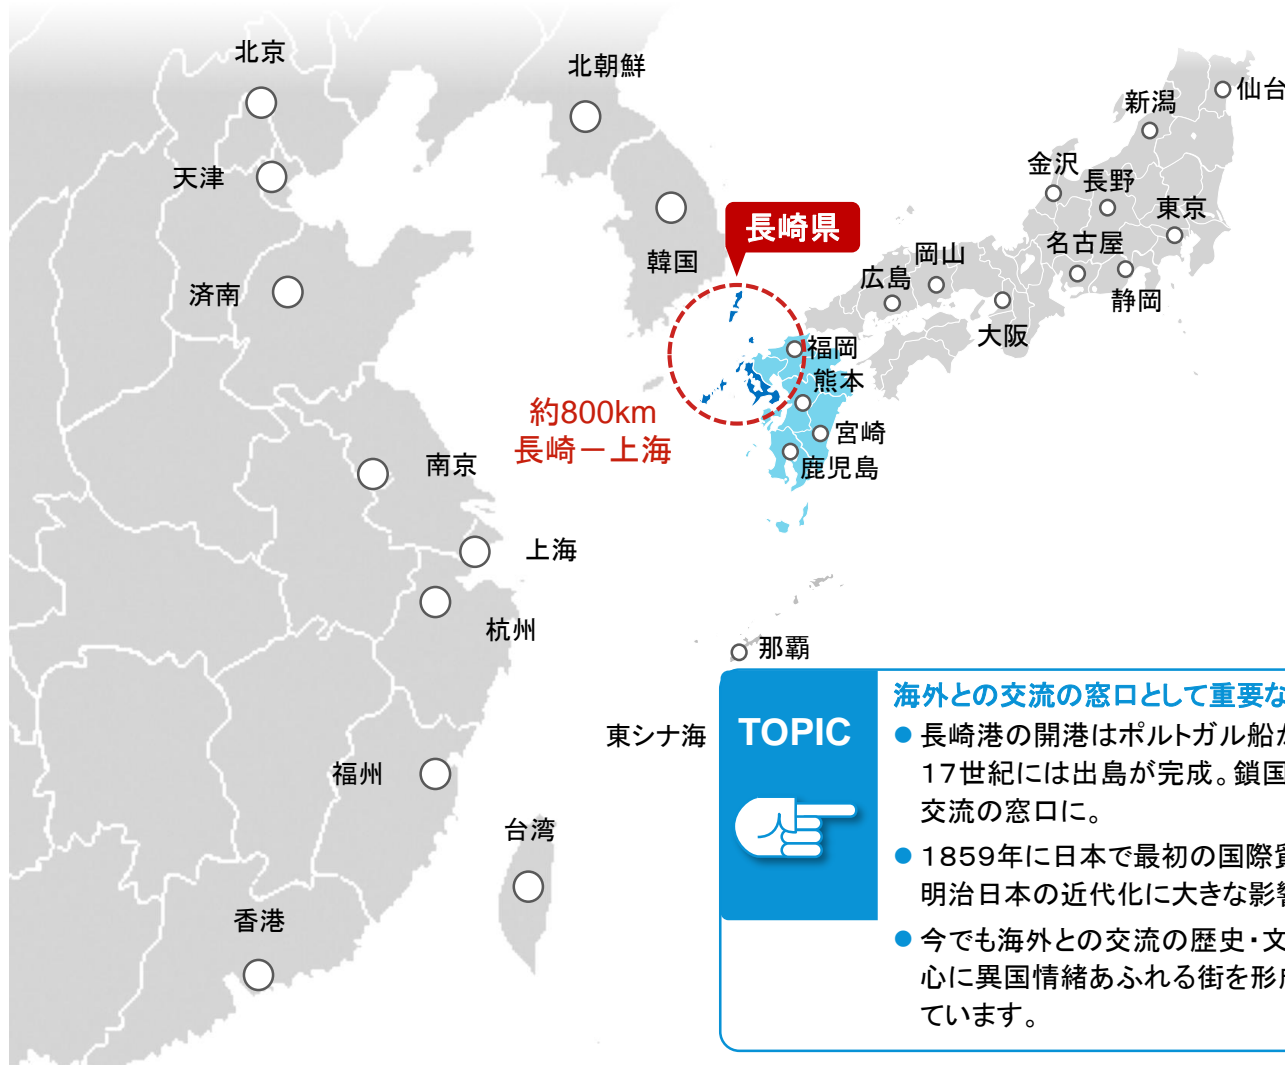 北京
北朝鮮
仙台
新潟
天津
金沢
長野
東京
長崎県
名古屋
韓国
岡山
広島
済南
静岡
大阪
福岡
熊本
約800km
長崎－上海
宮崎
鹿児島
南京
上海
杭州
那覇
東シナ海
福州
台湾
香港
TOPIC
海外との交流の窓口として重要な
●長崎港の開港はポルトガル船か
17世紀には出島が完成。鎖国
交流の窓口に。
●1859年に日本で最初の国際貿
明治日本の近代化に大きな影響
●今でも海外との交流の歴史・文
心に異国情緒あふれる街を形成
ています。